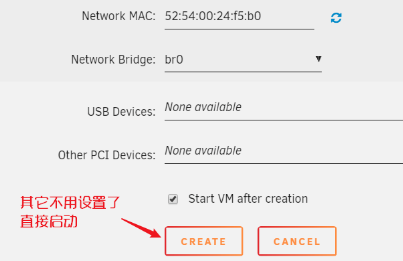 Network MAC: 52:54:00:24:f5:b0
Network Bridge: br0
USB Devices: None available
Other PCI Devices: None available
Start VM after creation
其它不用设置了
直接启动
CREATE CANCEL